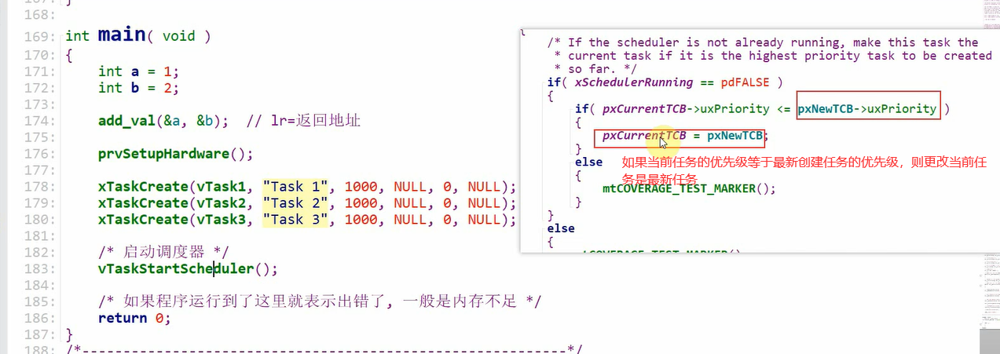 187: }
168:
169: int main( void )
170: {
171: int a = 1;
172: int b = 2;
173:
174: add_val(&a, &b); // lr=返回地址
175:
176: prvSetupHardware();
177:
178: xTaskCreate(vTask1, "Task 1", 1000, NULL, 0, NULL);
179: xTaskCreate(vTask2, "Task 2", 1000, NULL, 0, NULL);
180: xTaskCreate(vTask3, "Task 3", 1000, NULL, 0, NULL);
181:
182: /* 启动调度器 */
183: vTaskStartScheduler();
184:
185: /* 如果程序运行到了这里就表示出错了, 一般是内存不足 */
186: return 0;
187: }
188: /*-----------------------------------------------------------*/
{
/* If the scheduler is not already running, make this task the
* current task if it is the highest priority task to be created
* so far. */
if( xSchedulerRunning == pdFALSE )
{
if( pxCurrentTCB->uxPriority <= pxNewTCB->uxPriority )
{
pxCurrentTCB = pxNewTCB;
}
else
{
mtCOVERAGE_TEST_MARKER();
}
}
else
{
如果当前任务的优先级等于最新创建任务的优先级，则更改当前任
务是最新任务